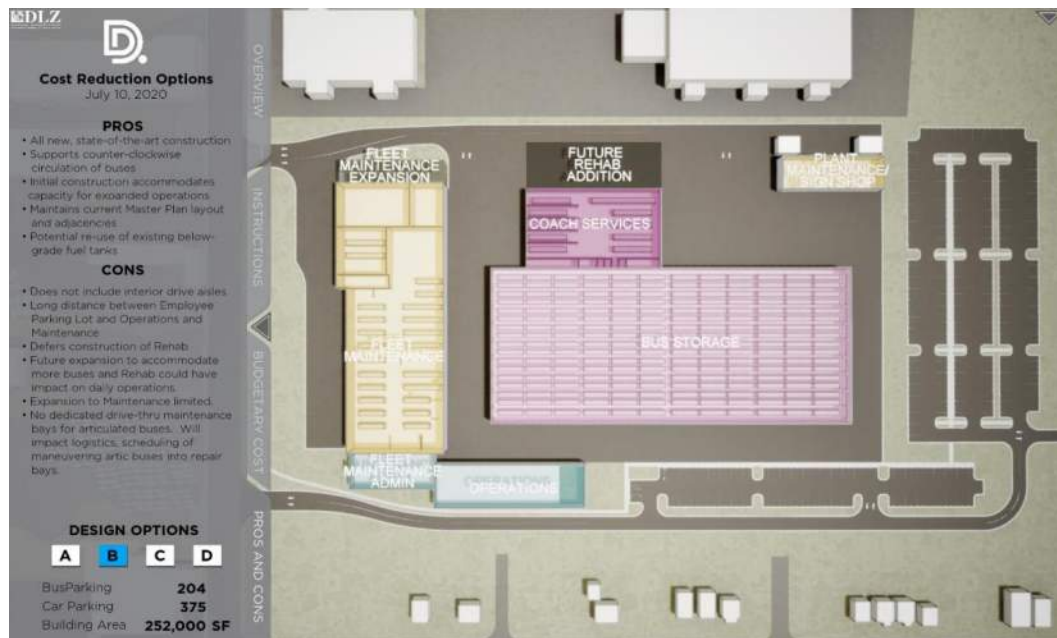 DLZ
D.
Cost Reduction Options
July 10, 2020
PROS
• All new, state-of-the-art construction
• Supports counter-clockwise
circulation of buses
• Initial construction accommodates
capacity for expanded operations
• Maintains current Master Plan layout
and adjacencies
• Potential re-use of existing below-
grade fuel tanks
CONS
• Does not include interior drive aisles
• Long distance between Employee
Parking Lot and Operations and
Maintenance
• Defers construction of Rehab
• Future expansion to accommodate
more buses and Rehab could have
impact on daily operations.
• Expansion to Maintenance limited.
• No dedicated drive-thru maintenance
bays for articulated buses. Will
impact logistics, scheduling of
maneuvering artic buses into repair
bays.
DESIGN OPTIONS
A B C D
BusParking 204
Car Parking 375
Building Area 252,000 SF
OVERVIEW
INSTRUCTIONS
BUDGETARY COST
PROS AND CONS
FLEET
MAINTENANCE
EXPANSION
FUTURE
REHAB
ADDITION
PLANT
MAINTENANCE/
SIGN SHOP
COACH SERVICES
BUS STORAGE
FLEET
MAINTENANCE
FLEET
MAINTENANCE
ADMIN
OPERATIONS